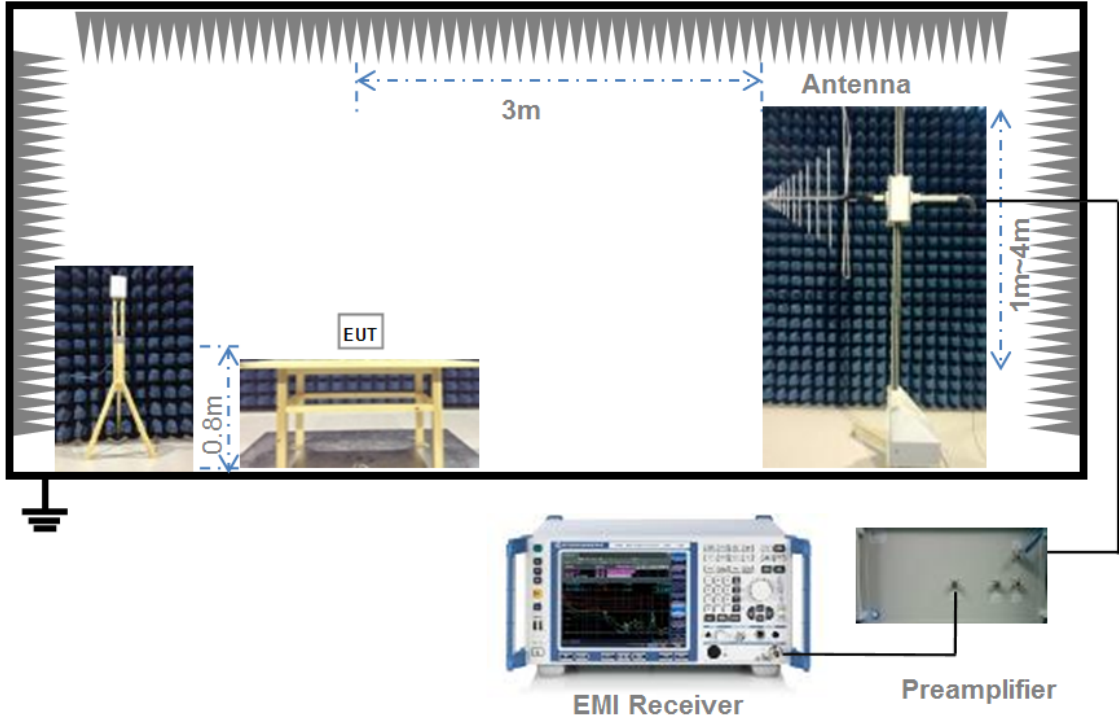 Antenna
3m
1m~4m
EUT
0.8m
EMI Receiver
Preamplifier